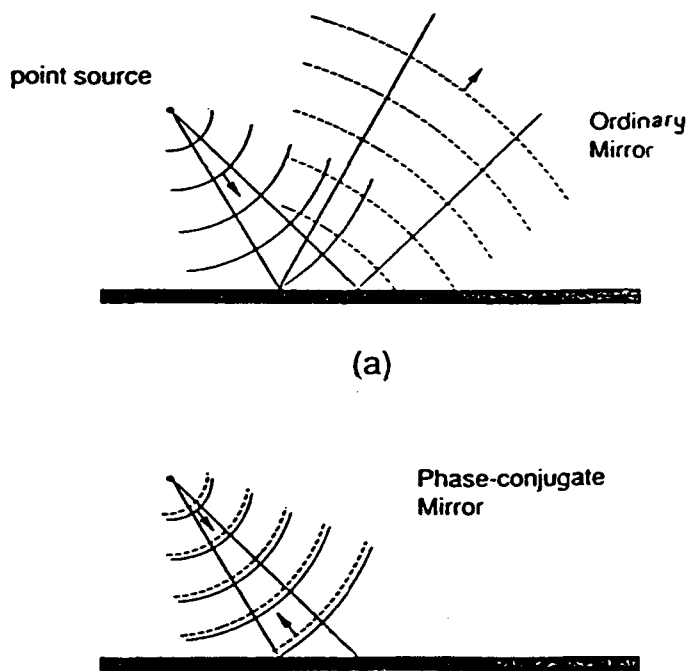 point source
Ordinary
Mirror
(a)
Phase-conjugate
Mirror